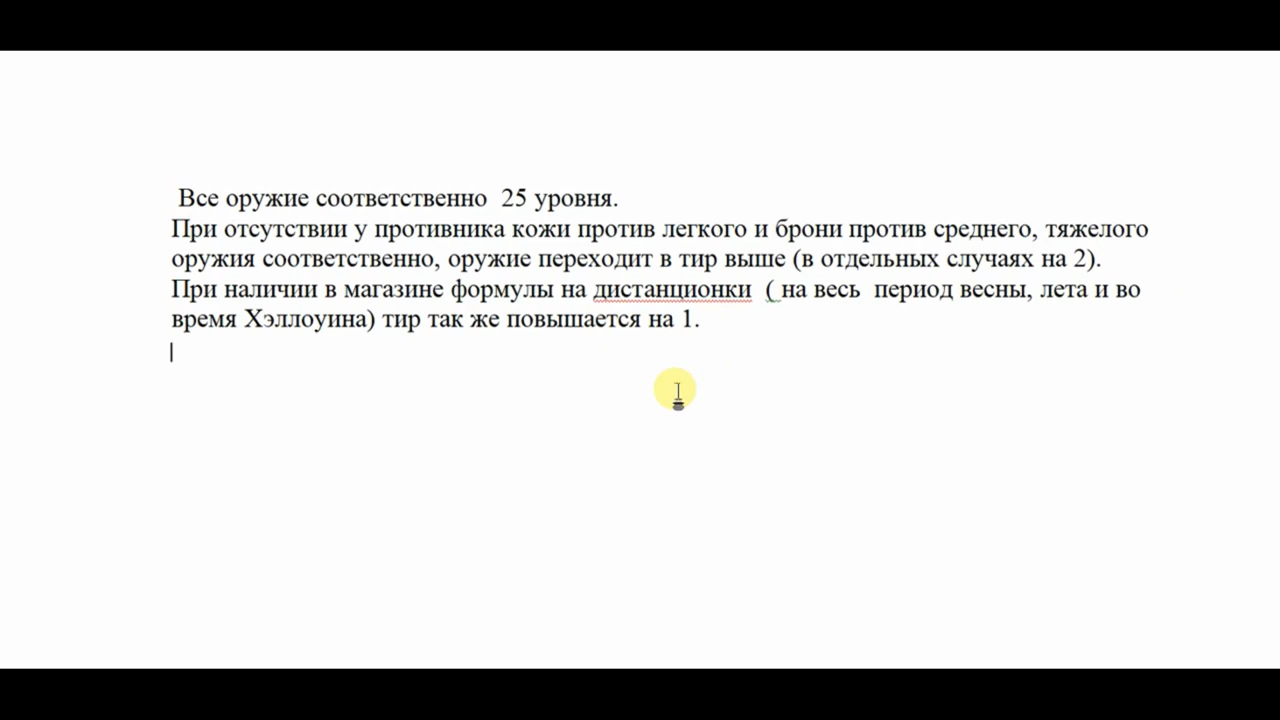 Все оружие соответственно  25 уровня.
При отсутствии у противника кожи против легкого и брони против среднего, тяжелого
оружия соответственно, оружие переходит в тир выше (в отдельных случаях на 2).
При наличии в магазине формулы на дистанционки  ( на весь  период весны, лета и во
время Хэллоуина) тир так же повышается на 1.